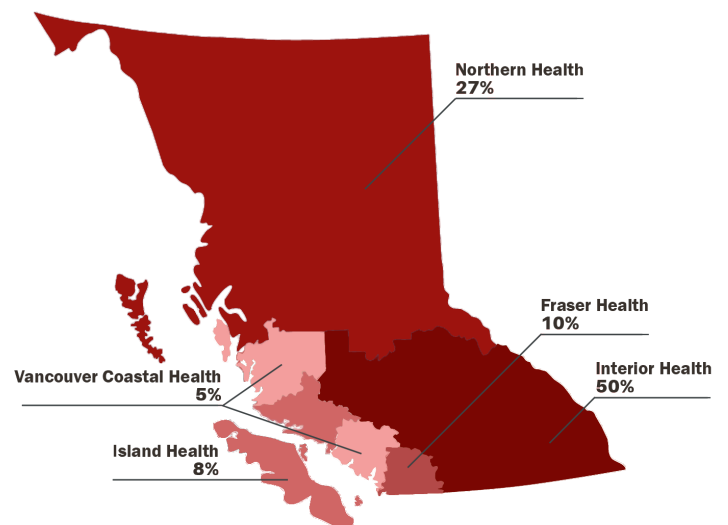 Northern Health
27%
Fraser Health
10%
Interior Health
50%
Vancouver Coastal Health
5%
Island Health
8%